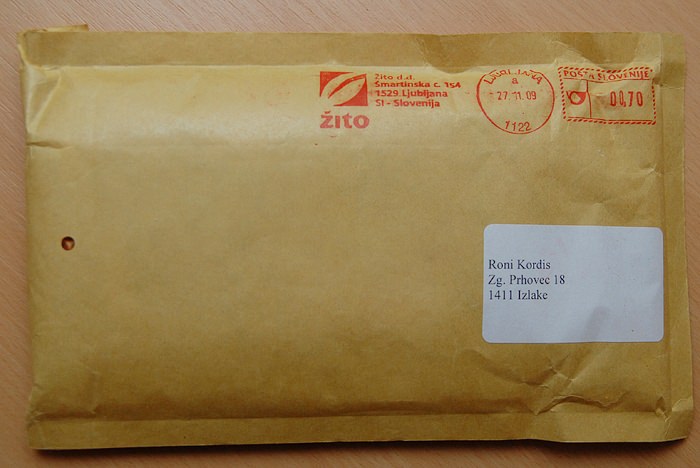 Žito d.d.
Šmartinska c. 154
1529 Ljubljana
SI - Slovenija
žito
LJUBLJANA
a
27.11.09
1122
POŠTA SLOVENIJE
00,70
Roni Kordis
Zg. Prhovec 18
1411 Izlake